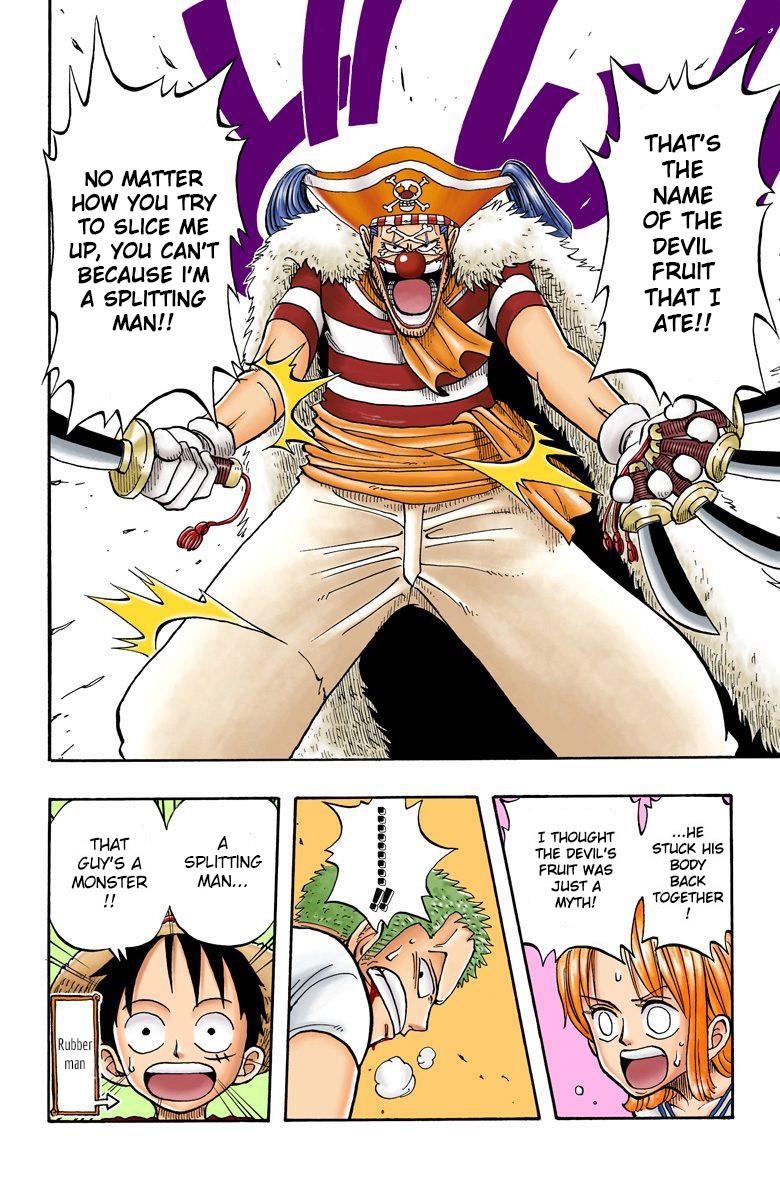 THAT'S
THE
NAME
OF THE
DEVIL
FRUIT
THAT I
ATE!!
NO MATTER
HOW YOU TRY
TO SLICE ME
UP, YOU CAN'T
BECAUSE I'M
A SPLITTING
MAN!!
...HE
STUCK HIS
BODY
BACK
TOGETHER
!
I THOUGHT
THE DEVIL'S
FRUIT WAS
JUST A
MYTH!
.........!!
A
SPLITTING
MAN...
THAT
GUY'S A
MONSTER
!!
Rubber
man